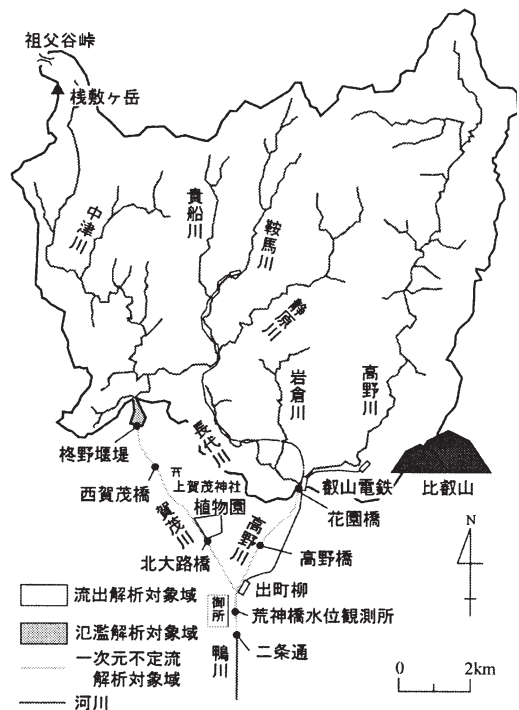 祖父谷峠
桟敷ヶ岳
中津川
貴船川
鞍馬川
静原川
岩倉川
高野川
長代川
柊野堰堤
西賀茂橋
上賀茂神社
植物園
賀茂川
北大路橋
高野川
叡山電鉄
比叡山
花園橋
高野橋
出町柳
御所
荒神橋水位観測所
二条通
鴨川
流出解析対象域
氾濫解析対象域
一次元不定流
解析対象域
河川
N
0 2km